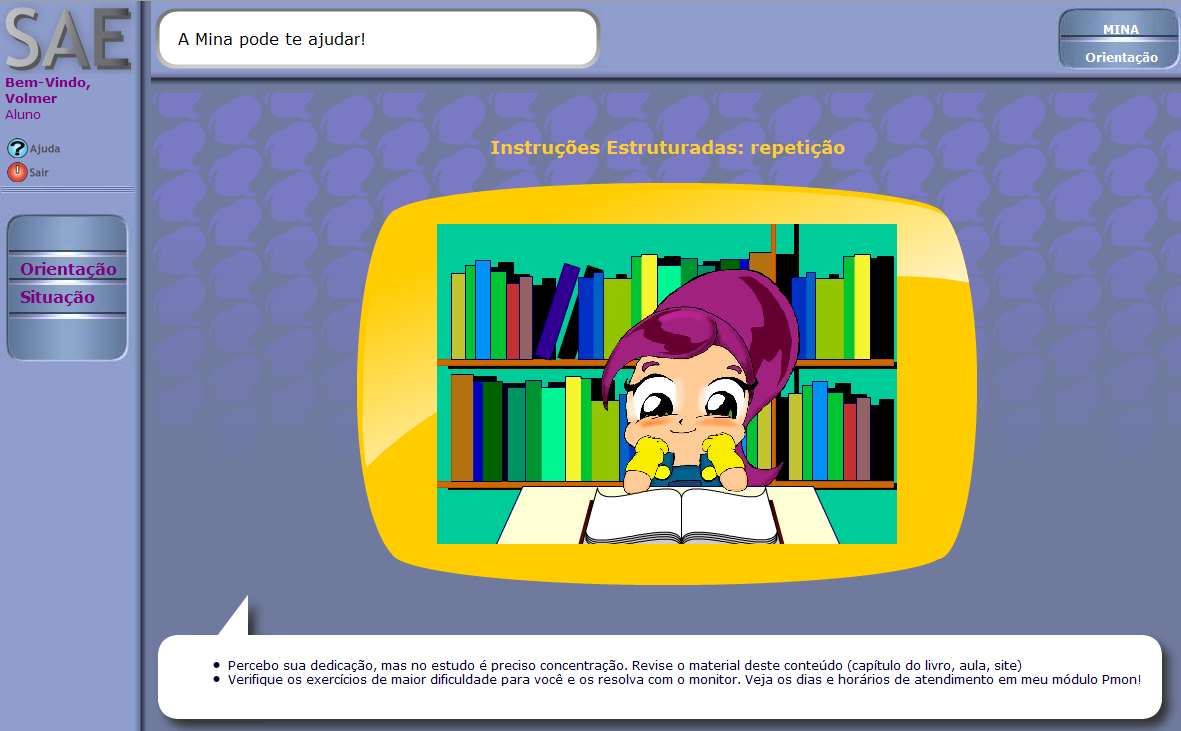 SAE
Bem-Vindo,
Volmer
Aluno
Ajuda
Sair
Orientação
Situação
A Mina pode te ajudar!
MINA
Orientação
Instruções Estruturadas: repetição
• Percebo sua dedicação, mas no estudo é preciso concentração. Revise o material deste conteúdo (capítulo do livro, aula, site)
• Verifique os exercícios de maior dificuldade para você e os resolva com o monitor. Veja os dias e horários de atendimento em meu módulo Pmon!